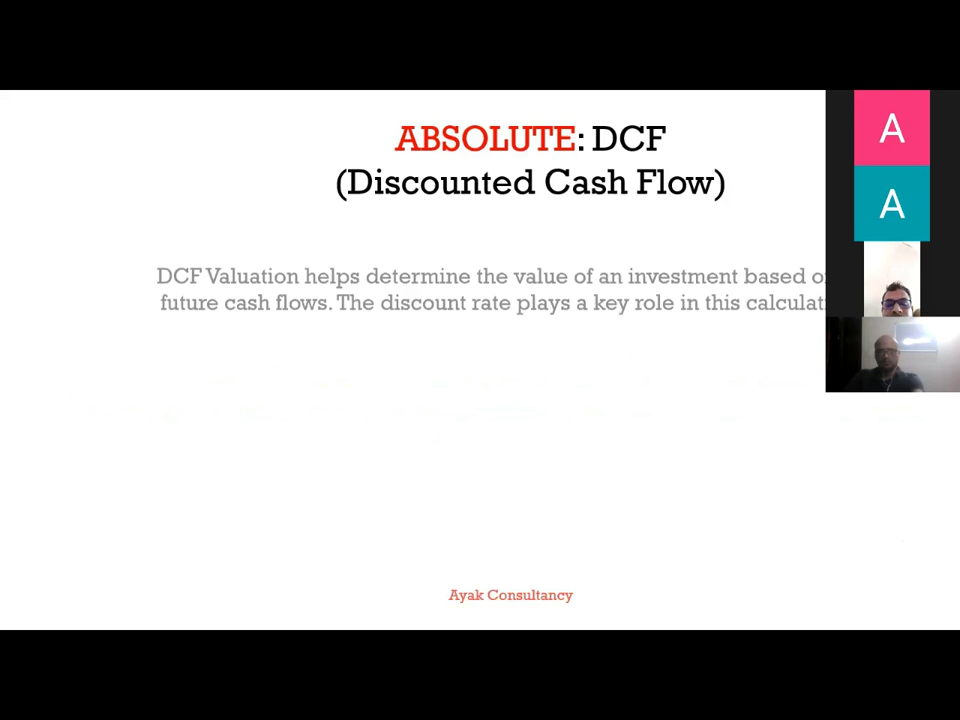 ABSOLUTE: DCF
(Discounted Cash Flow)
A
A
DCF Valuation helps determine the value of an investment based
future cash flows. The discount rate plays a key role in this
Ayak Consultancy